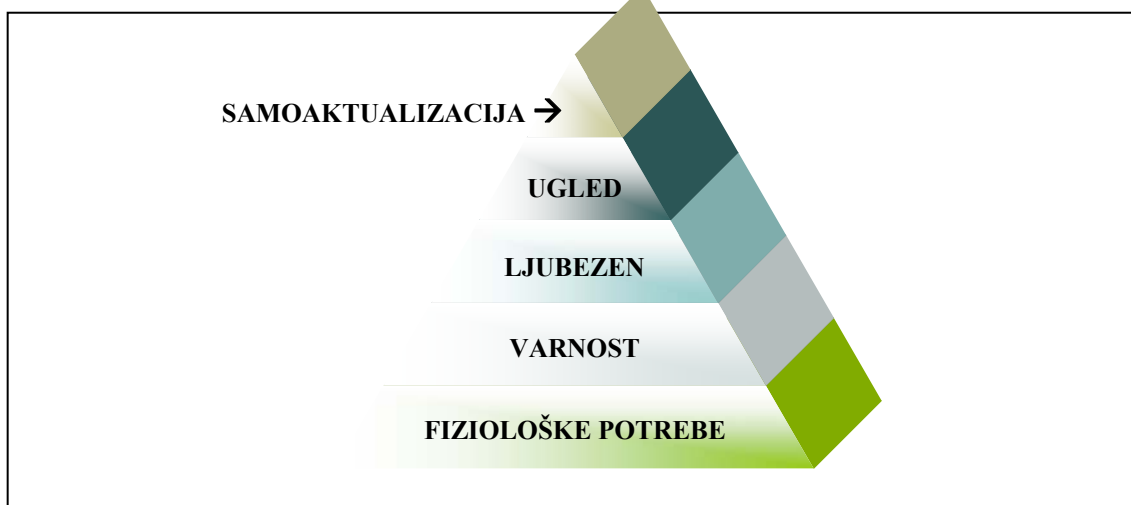 SAMOAKTUALIZACIJA →
UGLED
LJUBEZEN
VARNOST
FIZIOLOŠKE POTREBE